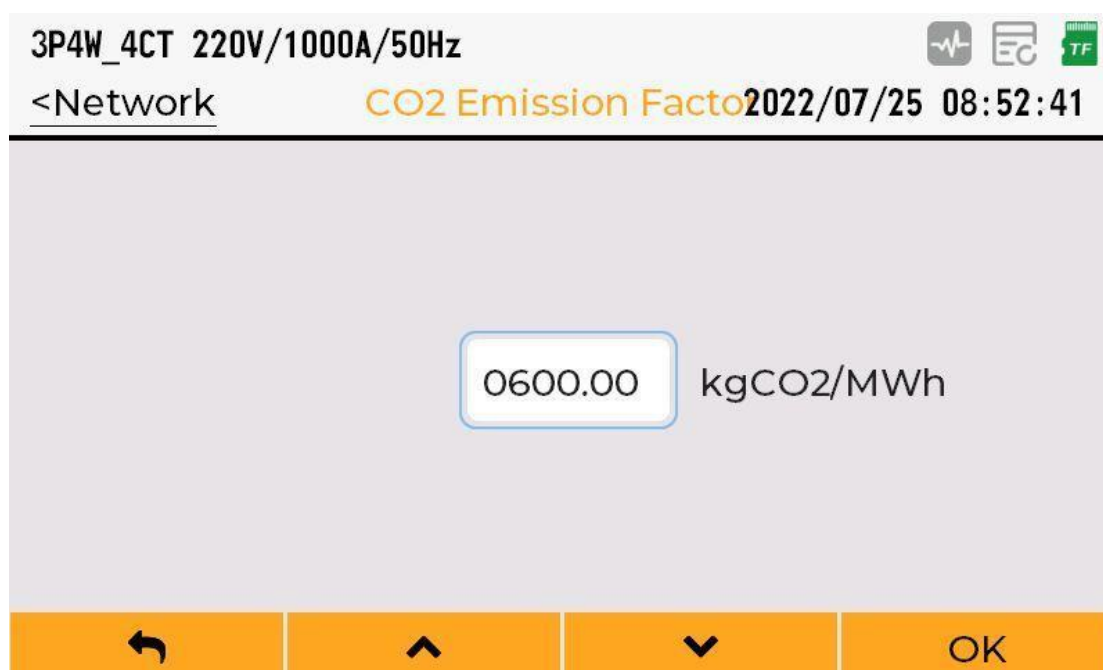 3P4W_4CT 220V/1000A/50Hz
TF
<Network CO2 Emission Facto 2022/07/25 08:52:41
0600.00 kgCO2/MWh
OK